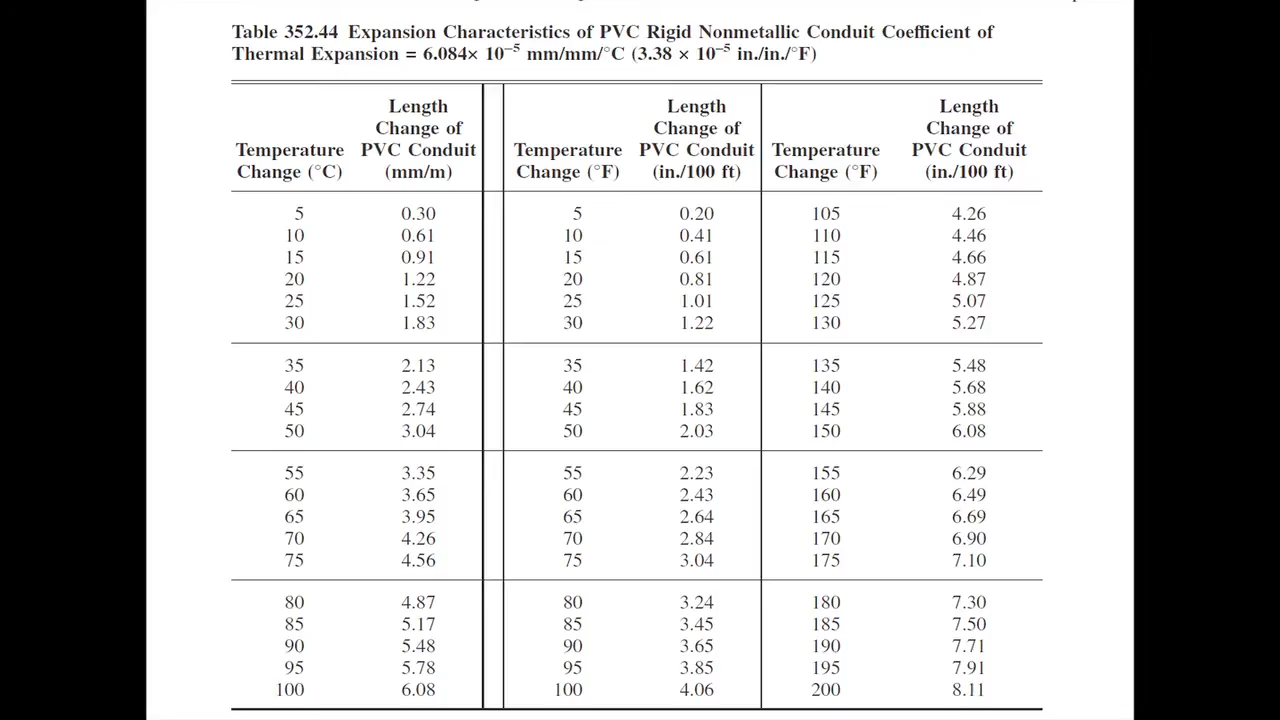 Table 352.44 Expansion Characteristics of PVC Rigid Nonmetallic Conduit Coefficient of
Thermal Expansion = 6.084× 10−5 mm/mm/°C (3.38 × 10−5 in./in./°F)
Temperature Change (°C) Length Change of PVC Conduit (mm/m) Temperature Change (°F) Length Change of PVC Conduit (in./100 ft) Temperature Change (°F) Length Change of PVC Conduit (in./100 ft)
5 0.30 5 0.20 105 4.26
10 0.61 10 0.41 110 4.46
15 0.91 15 0.61 115 4.66
20 1.22 20 0.81 120 4.87
25 1.52 25 1.01 125 5.07
30 1.83 30 1.22 130 5.27
35 2.13 35 1.42 135 5.48
40 2.43 40 1.62 140 5.68
45 2.74 45 1.83 145 5.88
50 3.04 50 2.03 150 6.08
55 3.35 55 2.23 155 6.29
60 3.65 60 2.43 160 6.49
65 3.95 65 2.64 165 6.69
70 4.26 70 2.84 170 6.90
75 4.56 75 3.04 175 7.10
80 4.87 80 3.24 180 7.30
85 5.17 85 3.45 185 7.50
90 5.48 90 3.65 190 7.71
95 5.78 95 3.85 195 7.91
100 6.08 100 4.06 200 8.11